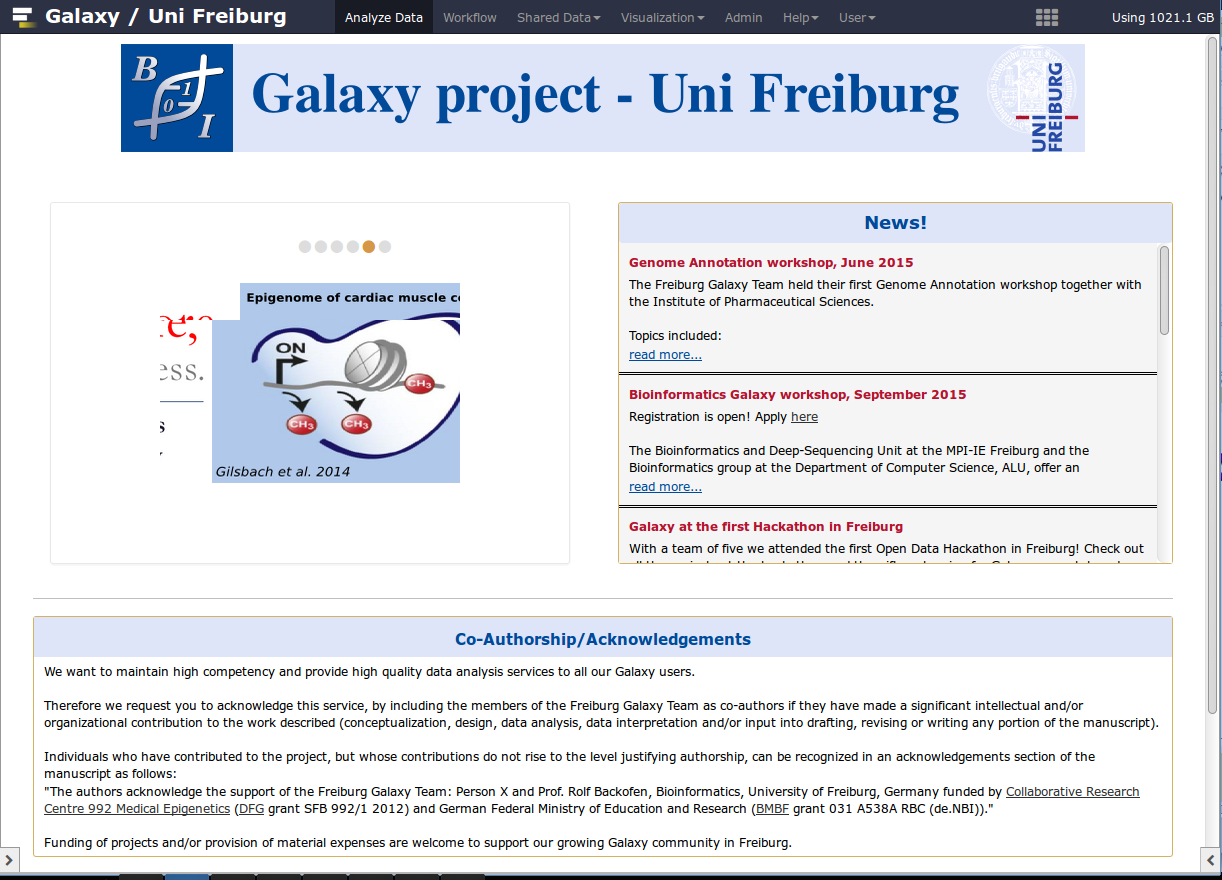 Galaxy / Uni Freiburg
Analyze Data
Workflow
Shared Data
Visualization
Admin
Help
User
Using 1021.1 GB
B
0 1
I
Galaxy project - Uni Freiburg
UNI
FREIBURG
Epigenome of cardiac muscle c
ess.
s
ON
CH3
CH3
CH3
Gilsbach et al. 2014
News!
Genome Annotation workshop, June 2015
The Freiburg Galaxy Team held their first Genome Annotation workshop together with
the Institute of Pharmaceutical Sciences.
Topics included:
read more...
Bioinformatics Galaxy workshop, September 2015
Registration is open! Apply here
The Bioinformatics and Deep-Sequencing Unit at the MPI-IE Freiburg and the
Bioinformatics group at the Department of Computer Science, ALU, offer an
read more...
Galaxy at the first Hackathon in Freiburg
With a team of five we attended the first Open Data Hackathon in Freiburg! Check out
Co-Authorship/Acknowledgements
We want to maintain high competency and provide high quality data analysis services to all our Galaxy users.
Therefore we request you to acknowledge this service, by including the members of the Freiburg Galaxy Team as co-authors if they have made a significant intellectual and/or
organizational contribution to the work described (conceptualization, design, data analysis, data interpretation and/or input into drafting, revising or writing any portion of the manuscript).
Individuals who have contributed to the project, but whose contributions do not rise to the level justifying authorship, can be recognized in an acknowledgements section of the
manuscript as follows:
"The authors acknowledge the support of the Freiburg Galaxy Team: Person X and Prof. Rolf Backofen, Bioinformatics, University of Freiburg, Germany funded by Collaborative Research
Centre 992 Medical Epigenetics (DFG grant SFB 992/1 2012) and German Federal Ministry of Education and Research (BMBF grant 031 A538A RBC (de.NBI))."
Funding of projects and/or provision of material expenses are welcome to support our growing Galaxy community in Freiburg.